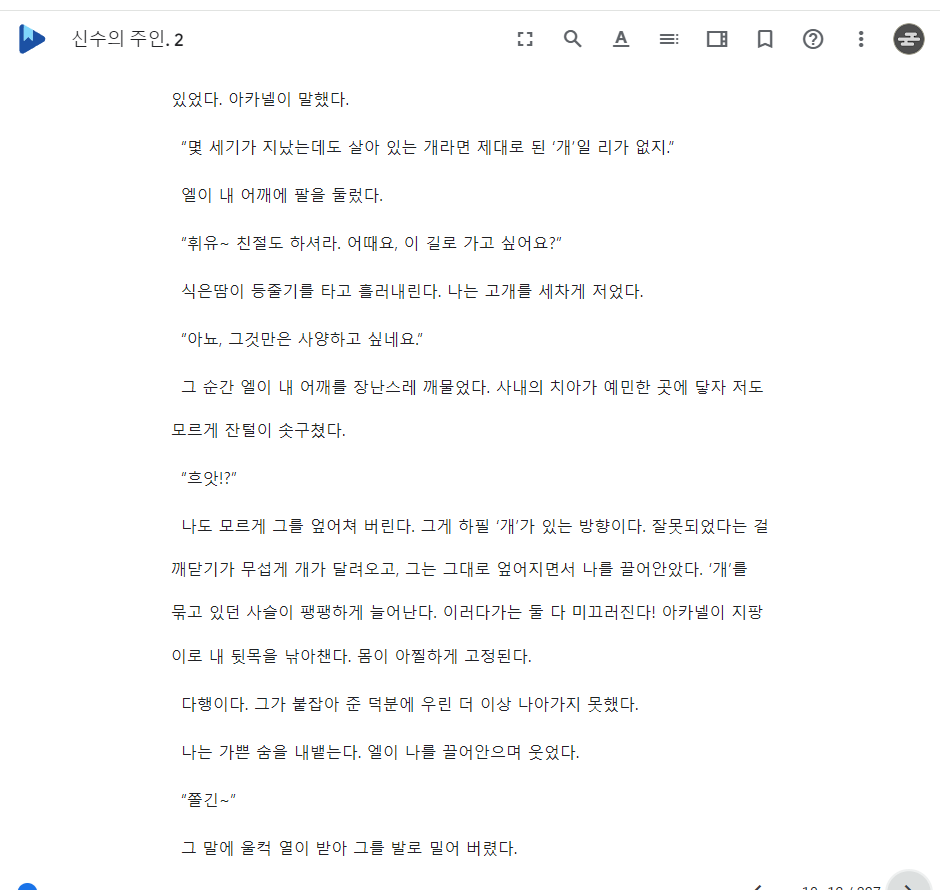 신수의 주인. 2
A
있었다. 아카넬이 말했다.
“몇 세기가 지났는데도 살아 있는 개라면 제대로 된 ‘개’일 리가 없지.”
엘이 내 어깨에 팔을 둘렀다.
“휘유~ 친절도 하셔라. 어때요, 이 길로 가고 싶어요?”
식은땀이 등줄기를 타고 흘러내린다. 나는 고개를 세차게 저었다.
“아뇨, 그것만은 사양하고 싶네요.”
그 순간 엘이 내 어깨를 장난스레 깨물었다. 사내의 치아가 예민한 곳에 닿자 저도
모르게 잔털이 솟구쳤다.
“흐앗!?”
나도 모르게 그를 엎어쳐 버린다. 그게 하필 ‘개’가 있는 방향이다. 잘못되었다는 걸
깨닫기가 무섭게 개가 달려오고, 그는 그대로 엎어지면서 나를 끌어안았다. ‘개’를
묶고 있던 사슬이 팽팽하게 늘어난다. 이러다가는 둘 다 미끄러진다! 아카넬이 지팡
이로 내 뒷목을 낚아챈다. 몸이 아찔하게 고정된다.
다행이다. 그가 붙잡아 준 덕분에 우린 더 이상 나아가지 못했다.
나는 가쁜 숨을 내뱉는다. 엘이 나를 끌어안으며 웃었다.
“쫄긴~”
그 말에 울컥 열이 받아 그를 발로 밀어 버렸다.